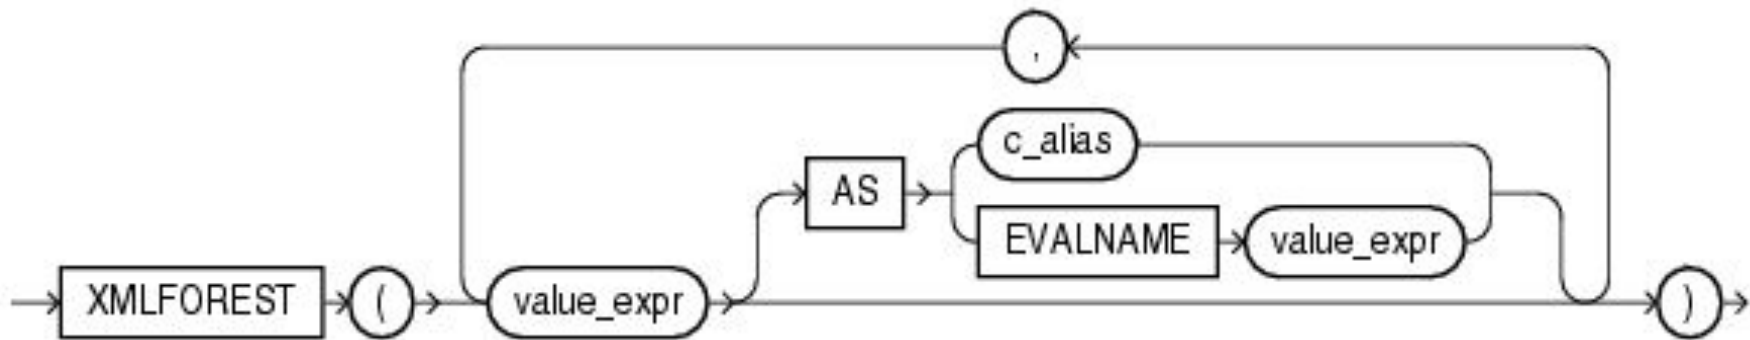 ,
c_alias
AS
EVALNAME value_expr
XMLFOREST ( value_expr )